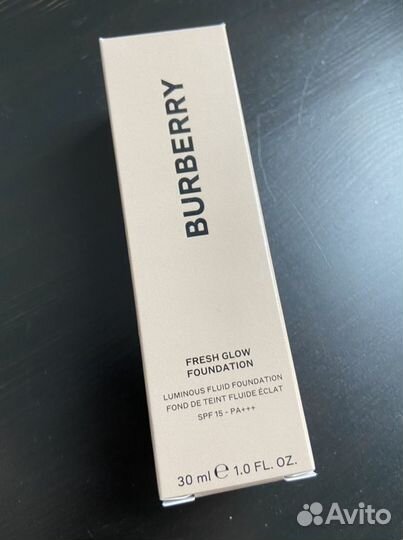 BURBERRY
FRESH GLOW
FOUNDATION
LUMINOUS FLUID FOUNDATION
FOND DE TEINT FLUIDE ÉCLAT
SPF 15 - PA+++
30 ml ℮ 1.0 FL. OZ.
Avito